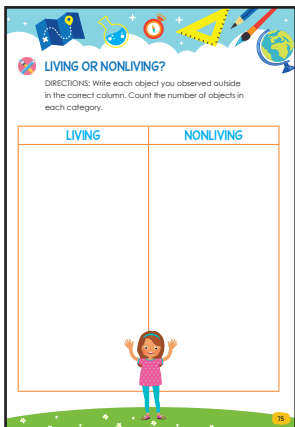 LIVING OR NONLIVING?
DIRECTIONS: Write each object you observed outside
in the correct column. Count the number of objects in
each category.
LIVING
NONLIVING
75